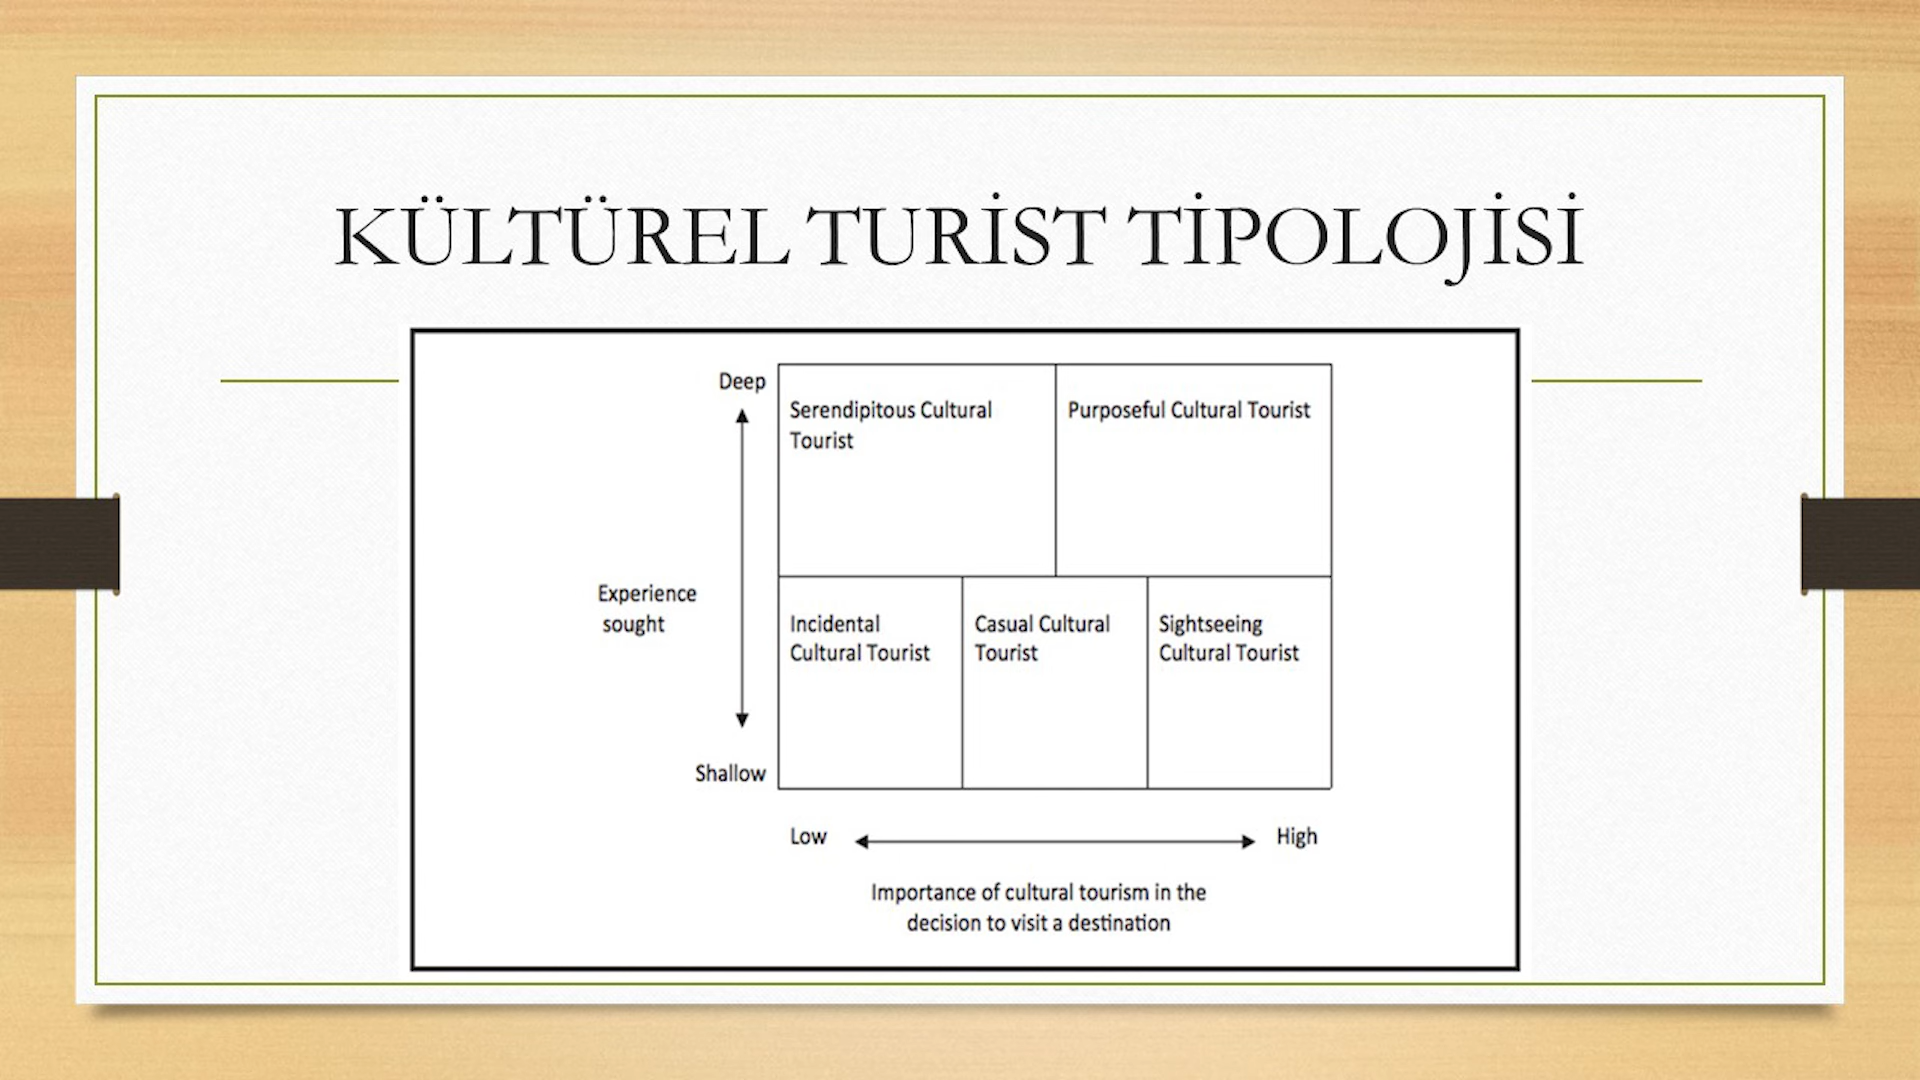 KÜLTÜREL TURİST TİPOLOJİSİ
Deep
Serendipitous Cultural
Tourist
Purposeful Cultural Tourist
Experience
sought
Incidental
Cultural Tourist
Casual Cultural
Tourist
Sightseeing
Cultural Tourist
Shallow
Low
High
Importance of cultural tourism in the
decision to visit a destination